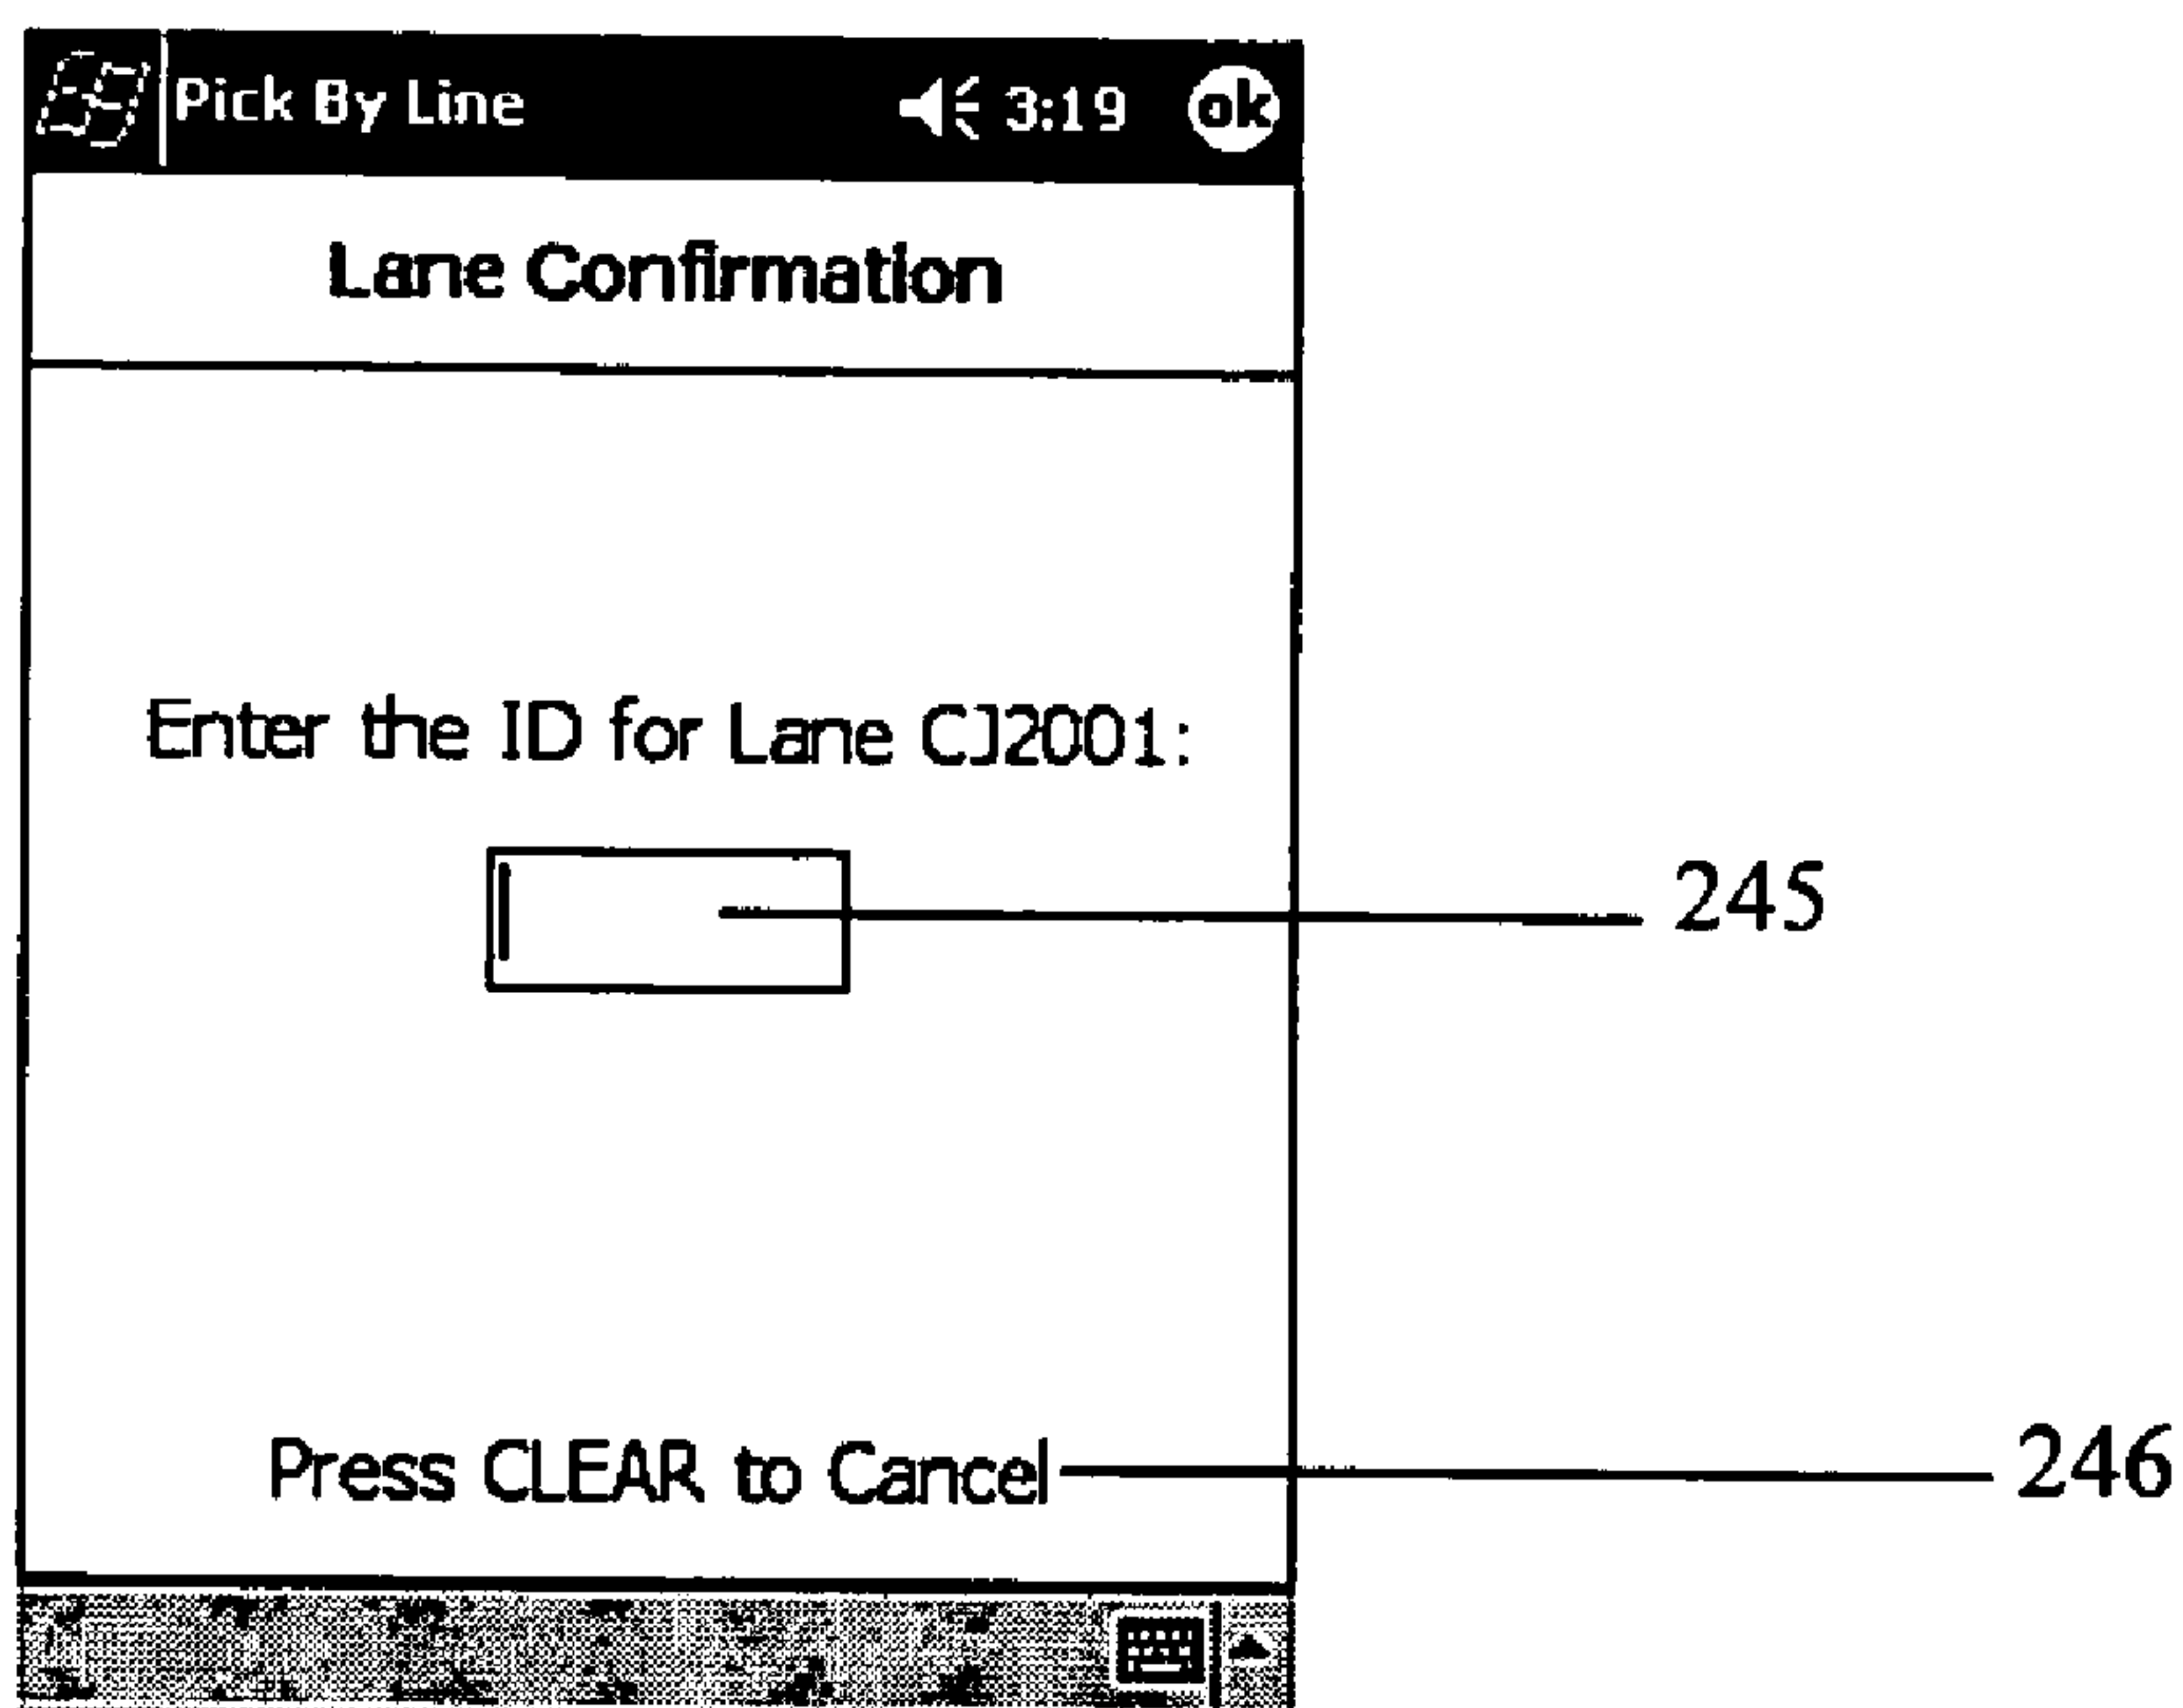 Pick By Line 3:19 ok
Lane Confirmation
Enter the ID for Lane CJ2001:
245
Press CLEAR to Cancel 246